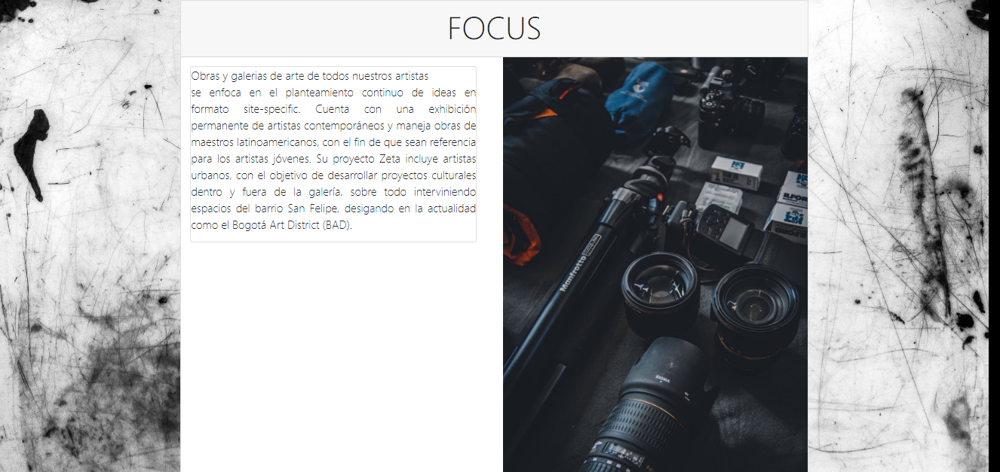 FOCUS
Obras y galerias de arte de todos nuestros artistas
se enfoca en el planteamiento continuo de ideas en
formato site-specific. Cuenta con una exhibición
permanente de artistas contemporáneos y maneja obras de
maestros latinoamericanos, con el fin de que sean referencia
para los artistas jóvenes. Su proyecto Zeta incluye artistas
urbanos, con el objetivo de desarrollar proyectos culturales
dentro y fuera de la galería, sobre todo interviniendo
espacios del barrio San Felipe, desigando en la actualidad
como el Bogotá Art District (BAD).
ILFOR
Manfrotto
SIGMA